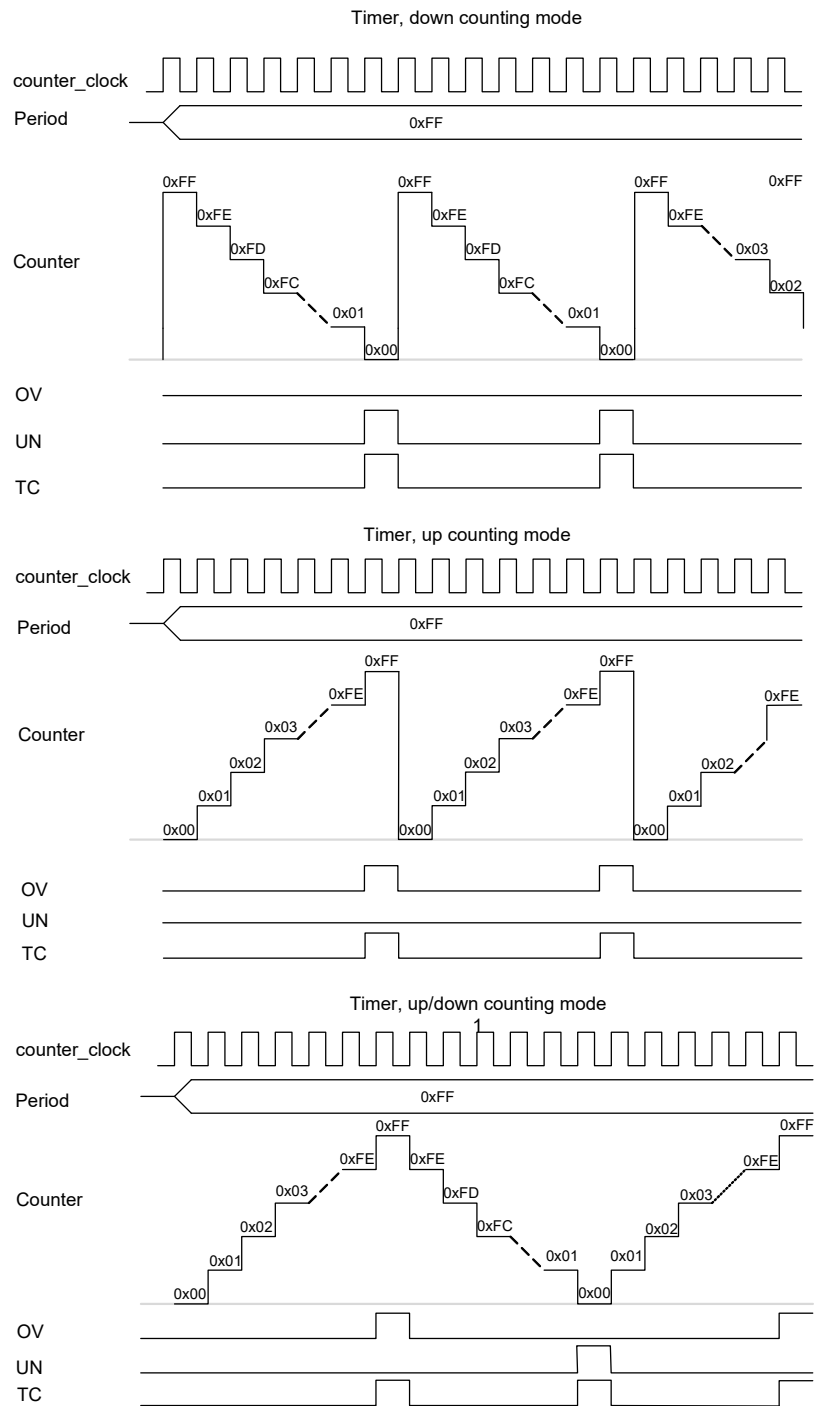 Timer, down counting mode
counter_clock
Period
0xFF
0xFF
0xFF
0xFF
0xFF
0xFE
0xFE
0xFE
0xFD
0xFD
0x03
Counter
0xFC
0xFC
0x02
0x01
0x01
0x00
0x00
OV
UN
TC
Timer, up counting mode
counter_clock
Period
0xFF
0xFF
0xFF
0xFE
0xFE
0xFE
Counter
0x03
0x03
0x02
0x02
0x02
0x01
0x01
0x01
0x00
0x00
0x00
OV
UN
TC
Timer, up/down counting mode
1
counter_clock
Period
0xFF
0xFF
0xFF
0xFE
0xFE
0xFE
Counter
0x03
0xFD
0x03
0x02
0xFC
0x02
0x01
0x01
0x01
0x00
0x00
OV
UN
TC